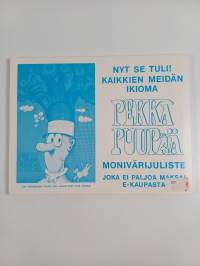 NYT SE TULI!
KAIKKIEN MEIDÄN
IKIOMA
PEKKA
PUUPÄÄ
MONIVÄRIJULISTE
JOKA EI PALJOA MAKSA!
E-KAUPASTA